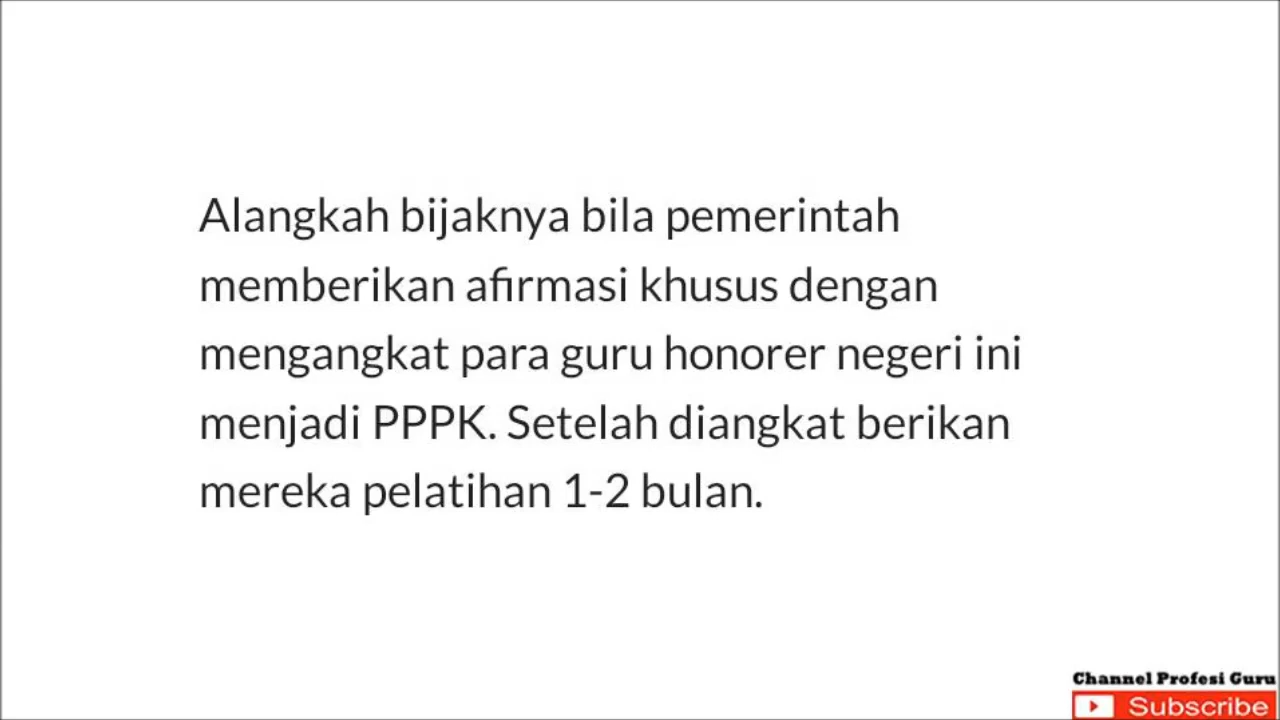 Alangkah bijaknya bila pemerintah
memberikan afirmasi khusus dengan
mengangkat para guru honorer negeri ini
menjadi PPPK. Setelah diangkat berikan
mereka pelatihan 1-2 bulan.
Channel Profesi Guru
Subscribe